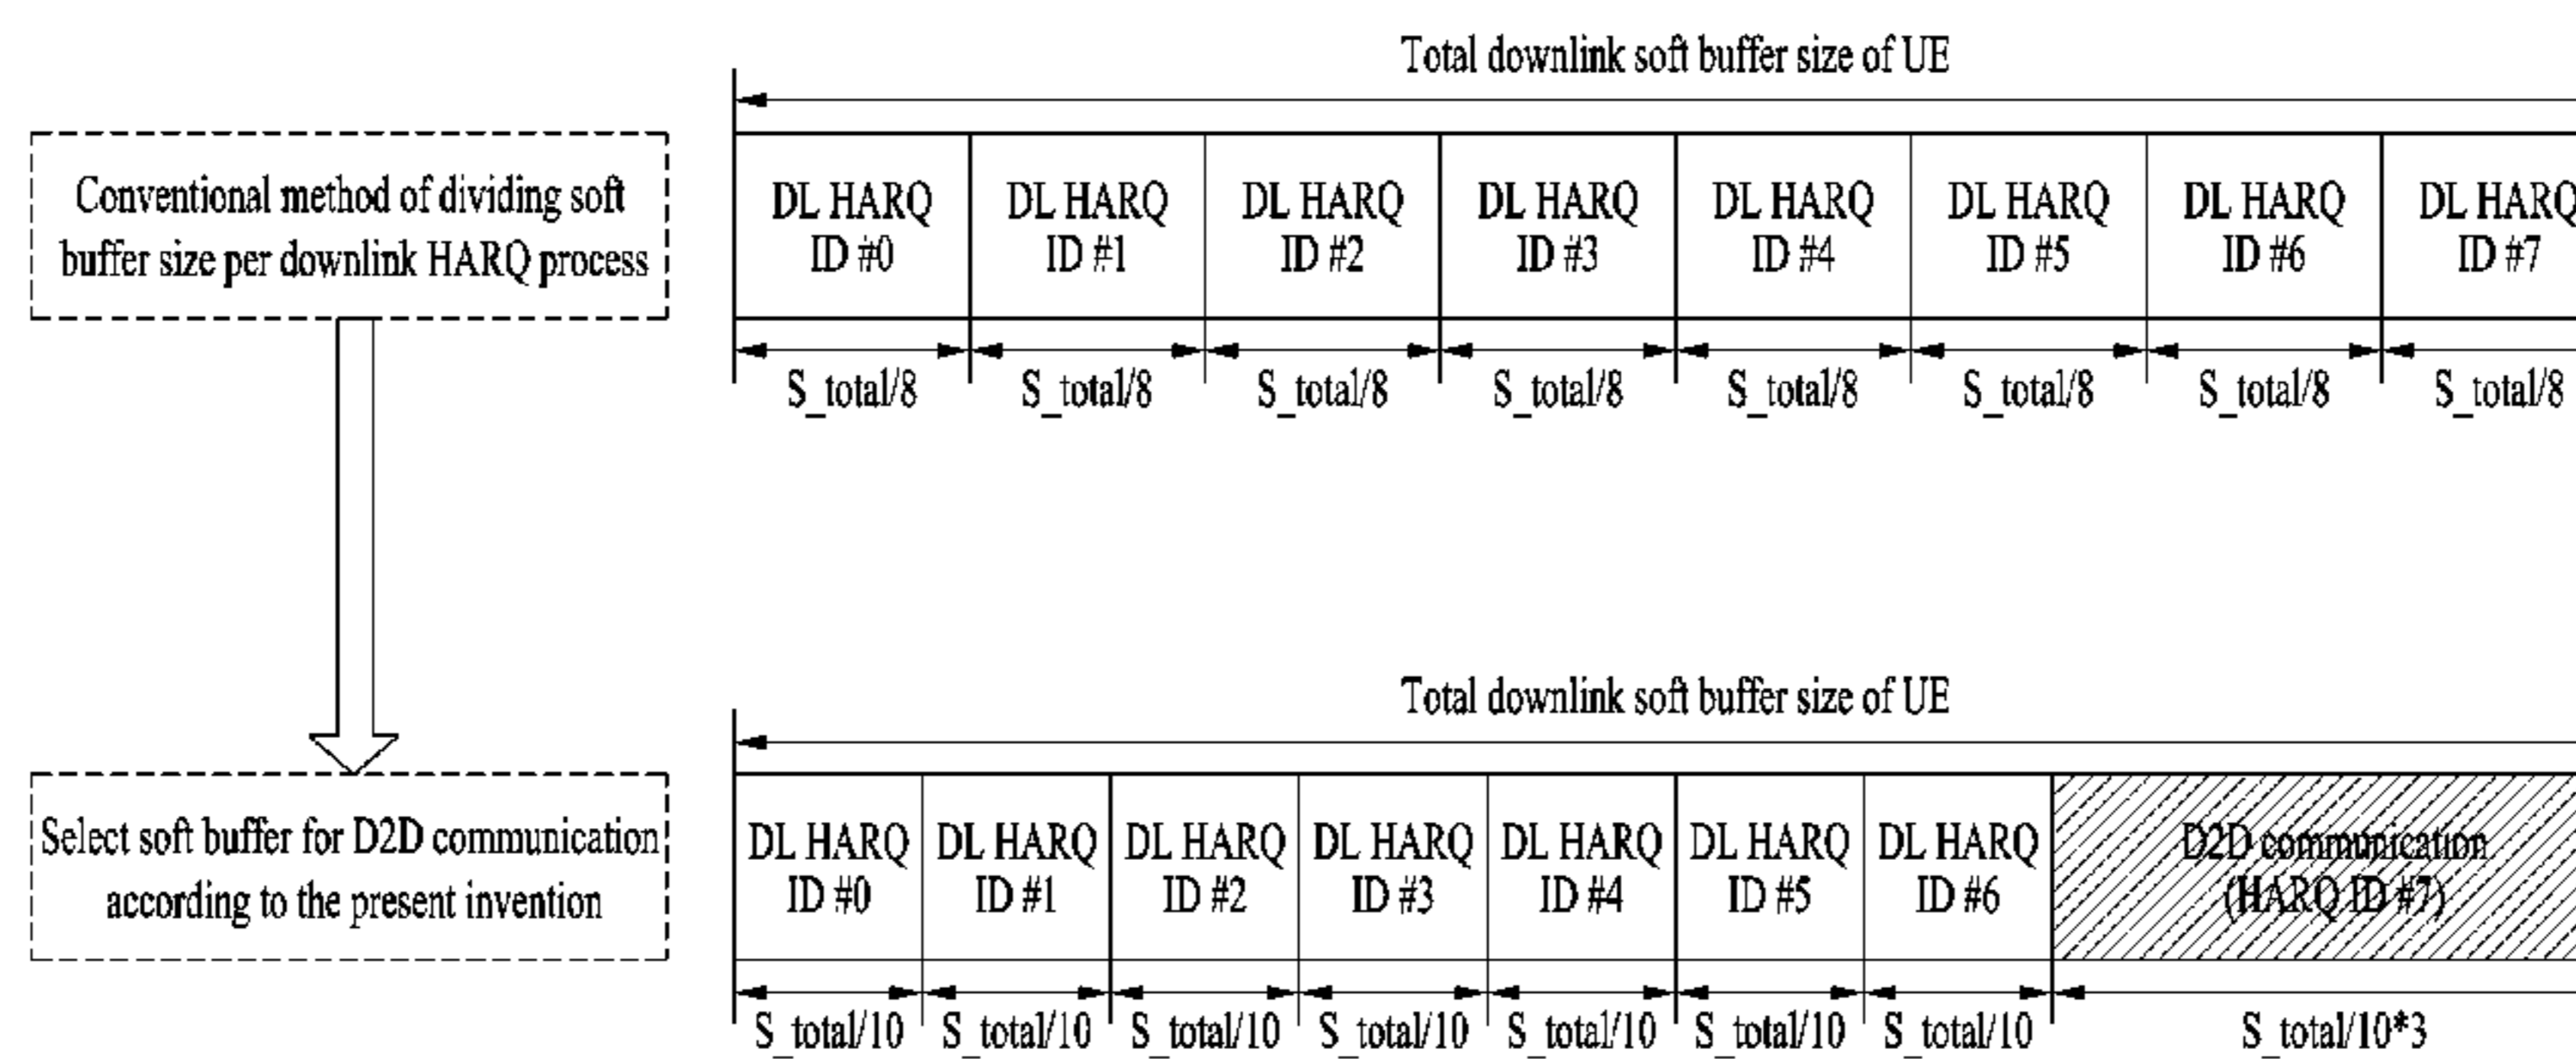 Total downlink soft buffer size of UE
Conventional method of dividing soft
buffer size per downlink HARQ process
DL HARQ DL HARQ DL HARQ DL HARQ DL HARQ DL HARQ DL HARQ DL HARQ
ID #0 ID #1 ID #2 ID #3 ID #4 ID #5 ID #6 ID #7
S_total/8 S_total/8 S_total/8 S_total/8 S_total/8 S_total/8 S_total/8 S_total/8
Total downlink soft buffer size of UE
Select soft buffer for D2D communication
according to the present invention
DL HARQ DL HARQ DL HARQ DL HARQ DL HARQ DL HARQ DL HARQ D2D communication
ID #0 ID #1 ID #2 ID #3 ID #4 ID #5 ID #6 (HARQ ID #7)
S_total/10 S_total/10 S_total/10 S_total/10 S_total/10 S_total/10 S_total/10 S_total/10*3